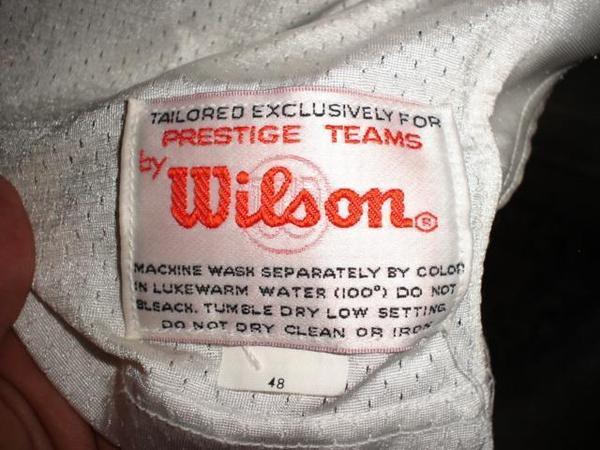 TAILORED EXCLUSIVELY FOR
PRESTIGE TEAMS
by
Wilson®
MACHINE WASH SEPARATELY BY COLOR
IN LUKEWARM WATER (100°) DO NOT
BLEACH. TUMBLE DRY LOW SETTING
DO NOT DRY CLEAN OR IRON
48